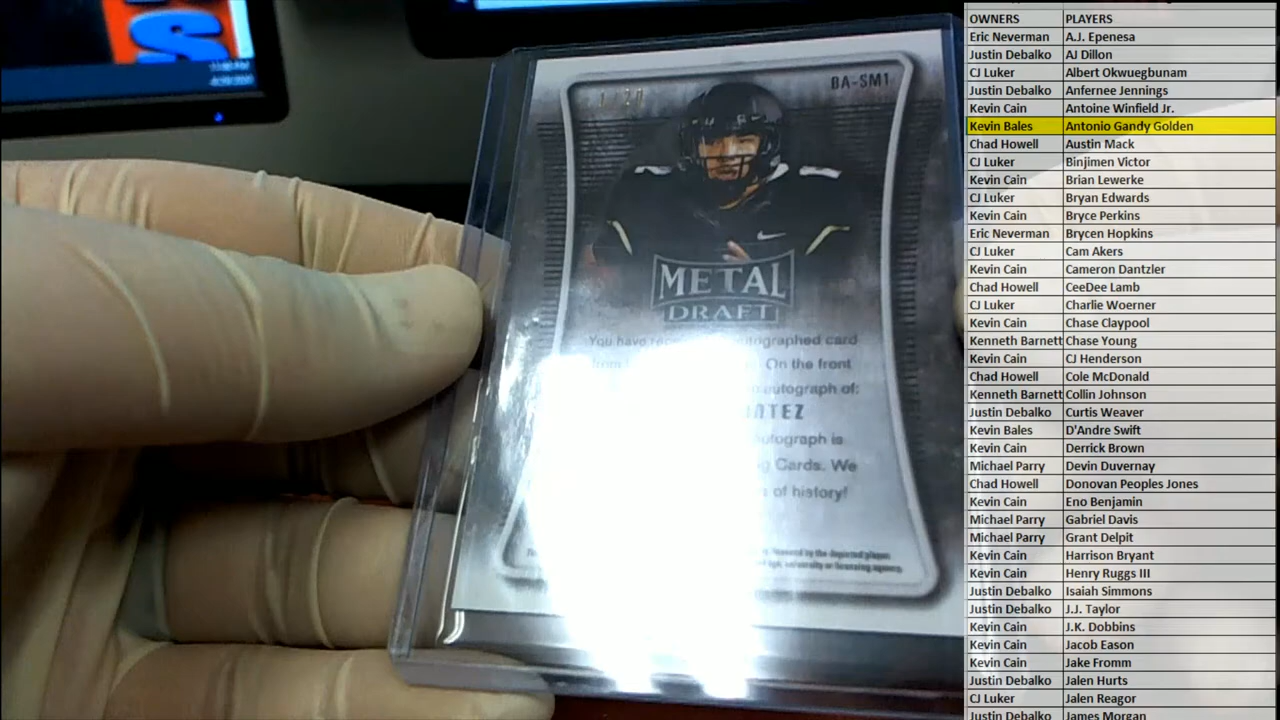 S
BA-SM1
METAL
DRAFT
You have autographed card
from On the front
autograph of:
autograph is
Cards. We
of history!
OWNERS PLAYERS
Eric Neverman A.J. Epenesa
Justin Debalko AJ Dillon
CJ Luker Albert Okwuegbunam
Justin Debalko Anfernee Jennings
Kevin Cain Antoine Winfield Jr.
Kevin Bales Antonio Gandy Golden
Chad Howell Austin Mack
CJ Luker Binjimen Victor
Kevin Cain Brian Lewerke
CJ Luker Bryan Edwards
Kevin Cain Bryce Perkins
Eric Neverman Brycen Hopkins
CJ Luker Cam Akers
Kevin Cain Cameron Dantzler
Chad Howell CeeDee Lamb
CJ Luker Charlie Woerner
Kevin Cain Chase Claypool
Kenneth Barnett Chase Young
Kevin Cain CJ Henderson
Chad Howell Cole McDonald
Kenneth Barnett Collin Johnson
Justin Debalko Curtis Weaver
Kevin Bales D'Andre Swift
Kevin Cain Derrick Brown
Michael Parry Devin Duvernay
Chad Howell Donovan Peoples Jones
Kevin Cain Eno Benjamin
Michael Parry Gabriel Davis
Michael Parry Grant Delpit
Kevin Cain Harrison Bryant
Kevin Cain Henry Ruggs III
Justin Debalko Isaiah Simmons
Justin Debalko J.J. Taylor
Kevin Cain J.K. Dobbins
Kevin Cain Jacob Eason
Kevin Cain Jake Fromm
Justin Debalko Jalen Hurts
CJ Luker Jalen Reagor
Justin Debalko James Morgan